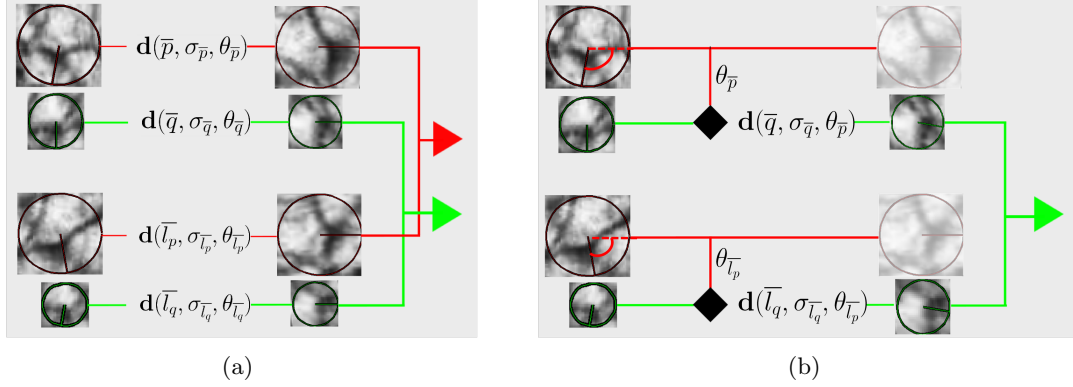 d(p̅, σ_p̅, θ_p̅)
d(q̅, σ_q̅, θ_q̅)
d(l̅_p, σ_l̅_p, θ_l̅_p)
d(l̅_q, σ_l̅_q, θ_l̅_q)
(a)
θ_p̅
d(q̅, σ_q̅, θ_p̅)
θ_l̅_p
d(l̅_q, σ_l̅_q, θ_l̅_p)
(b)